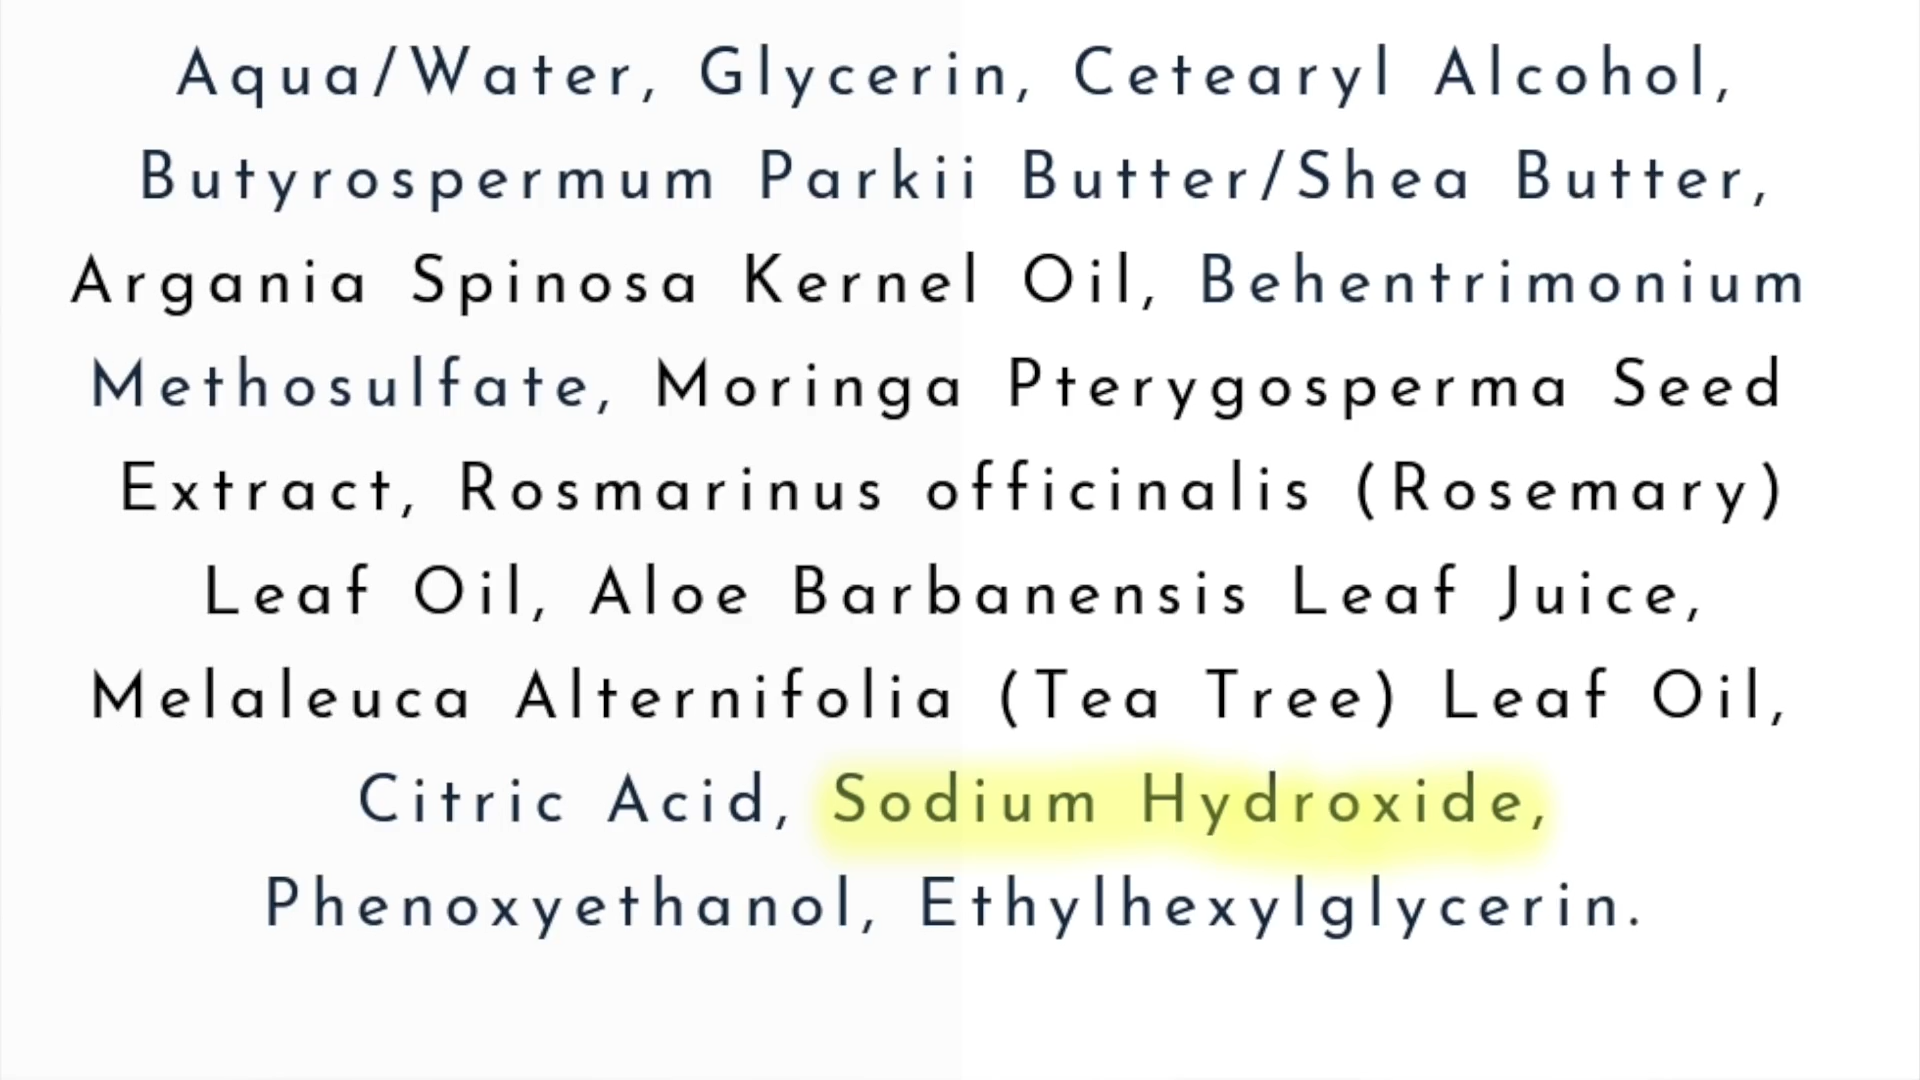 Aqua/Water, Glycerin, Cetearyl Alcohol,
Butyrospermum Parkii Butter/Shea Butter,
Argania Spinosa Kernel Oil, Behentrimonium
Methosulfate, Moringa Pterygosperma Seed
Extract, Rosmarinus officinalis (Rosemary)
Leaf Oil, Aloe Barbanensis Leaf Juice,
Melaleuca Alternifolia (Tea Tree) Leaf Oil,
Citric Acid, Sodium Hydroxide,
Phenoxyethanol, Ethylhexylglycerin.